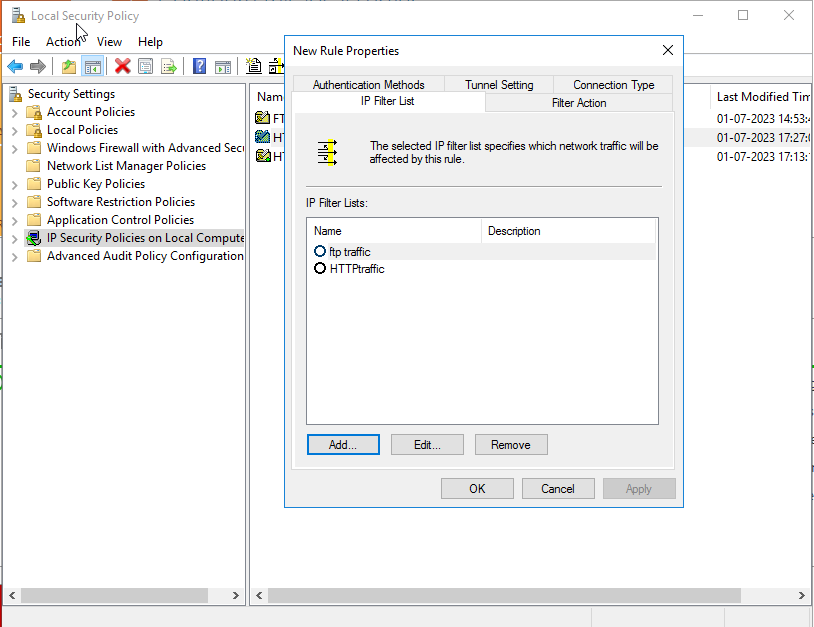 Local Security Policy
File Action View Help
Security Settings
Account Policies
Local Policies
Windows Firewall with Advanced Secu
Network List Manager Policies
Public Key Policies
Software Restriction Policies
Application Control Policies
IP Security Policies on Local Compute
Advanced Audit Policy Configuration
Nam
FT
HT
HT
Last Modified Tim
01-07-2023 14:53:
01-07-2023 17:27:
01-07-2023 17:13:
New Rule Properties
Authentication Methods Tunnel Setting Connection Type
IP Filter List Filter Action
The selected IP filter list specifies which network traffic will be
affected by this rule.
IP Filter Lists:
Name Description
ftp traffic
HTTPtraffic
Add... Edit... Remove
OK Cancel Apply